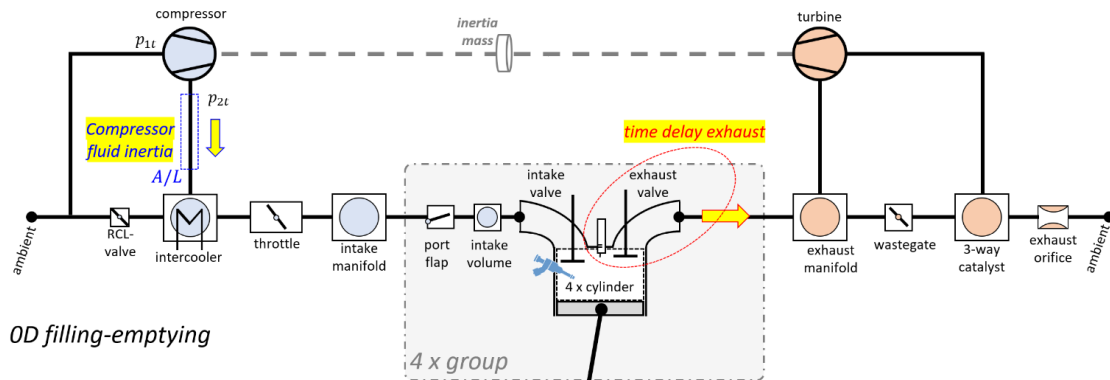 compressor
turbine
inertia
mass
p1t
p2t
Compressor
fluid inertia
A/L
time delay exhaust
intake
valve
exhaust
valve
ambient
RCL-
valve
intercooler
throttle
intake
manifold
port
flap
intake
volume
4 x cylinder
exhaust
manifold
wastegate
3-way
catalyst
exhaust
orifice
ambient
0D filling-emptying
4 x group